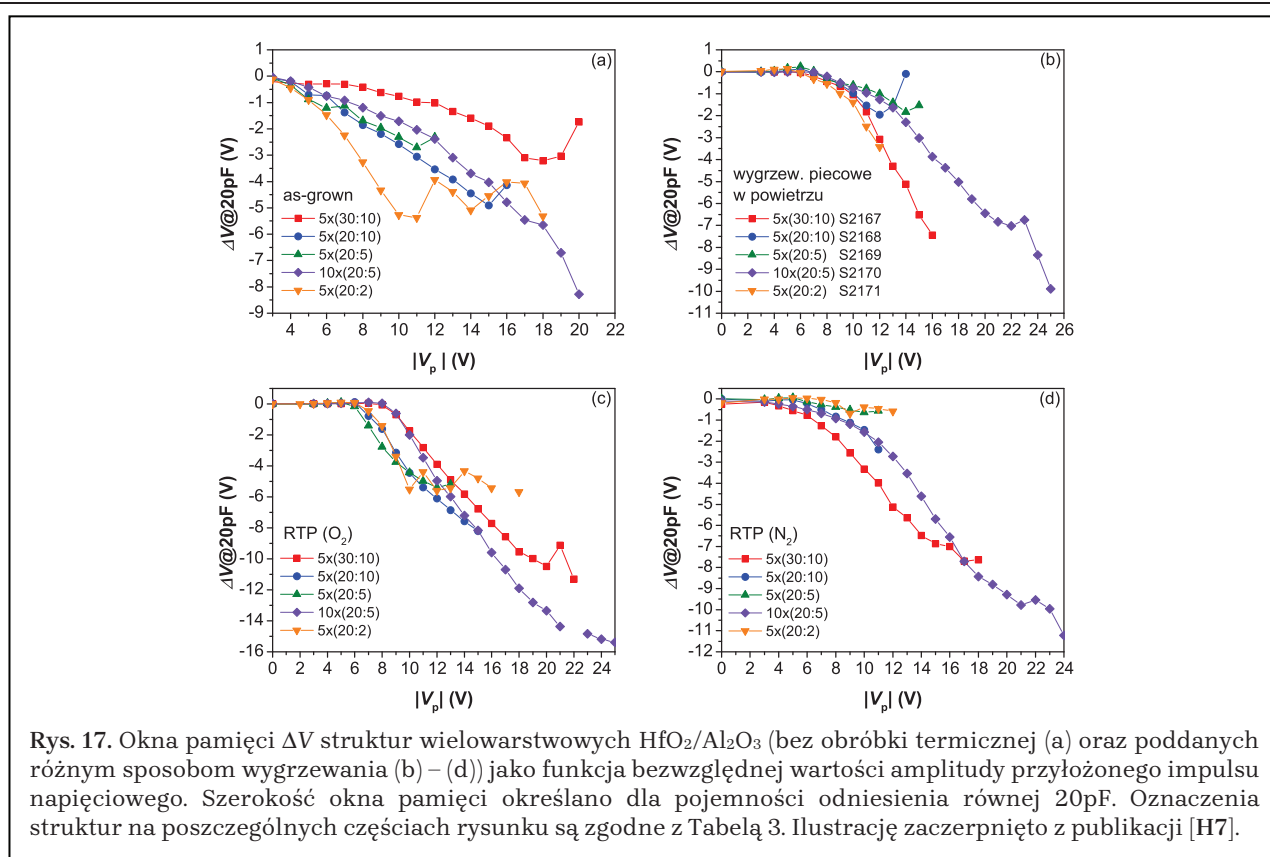 (a)
1
0
-1
-2
-3
-4
-5
-6
-7
-8
-9
ΔV@20pF (V)
as-grown
5x(30:10)
5x(20:10)
5x(20:5)
10x(20:5)
5x(20:2)
4 6 8 10 12 14 16 18 20 22
|Vp| (V)
(b)
1
0
-1
-2
-3
-4
-5
-6
-7
-8
-9
-10
-11
ΔV@20pF (V)
wygrzew. piecowe
w powietrzu
5x(30:10) S2167
5x(20:10) S2168
5x(20:5) S2169
10x(20:5) S2170
5x(20:2) S2171
0 2 4 6 8 10 12 14 16 18 20 22 24 26
|Vp| (V)
(c)
0
-2
-4
-6
-8
-10
-12
-14
-16
ΔV@20pF (V)
RTP (O₂)
5x(30:10)
5x(20:10)
5x(20:5)
10x(20:5)
5x(20:2)
0 2 4 6 8 10 12 14 16 18 20 22 24
|Vp| (V)
(d)
1
0
-1
-2
-3
-4
-5
-6
-7
-8
-9
-10
-11
-12
ΔV@20pF (V)
RTP (N₂)
5x(30:10)
5x(20:10)
5x(20:5)
10x(20:5)
5x(20:2)
0 2 4 6 8 10 12 14 16 18 20 22 24
|Vp| (V)
Rys. 17. Okna pamięci ΔV struktur wielowarstwowych HfO₂/Al₂O₃ (bez obróbki termicznej (a) oraz poddanych
różnym sposobom wygrzewania (b) – (d)) jako funkcja bezwzględnej wartości amplitudy przyłożonego impulsu
napięciowego. Szerokość okna pamięci określano dla pojemności odniesienia równej 20pF. Oznaczenia
struktur na poszczególnych częściach rysunku są zgodne z Tabelą 3. Ilustrację zaczerpnięto z publikacji [H7].